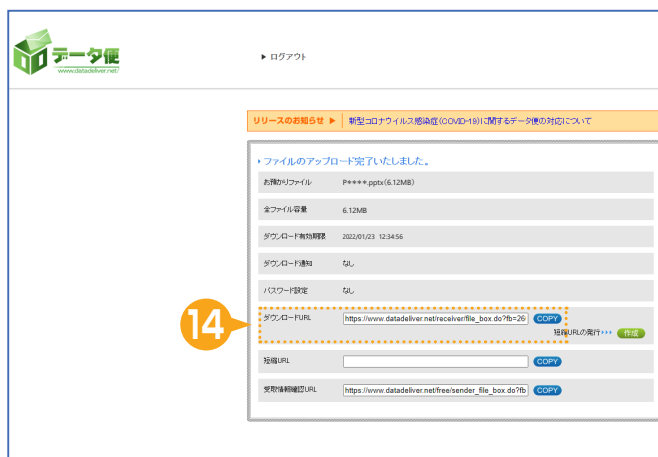 データ便
www.datadeliver.net/
▶ ログアウト
リリースのお知らせ ▶ 新型コロナウイルス感染症(COVID-19)に関するデータ便の対応について
ファイルのアップロード完了いたしました。
お預かりファイル P****.pptx(6.12MB)
全ファイル容量 6.12MB
ダウンロード有効期限 2022/01/23 12:34:56
ダウンロード通知 なし
パスワード設定 なし
14
ダウンロードURL https://www.datadeliver.net/receiver/file_box.do?fb=26 COPY
短縮URLの発行 作成
短縮URL COPY
受取情報確認URL https://www.datadeliver.net/free/sender_file_box.do?fb COPY